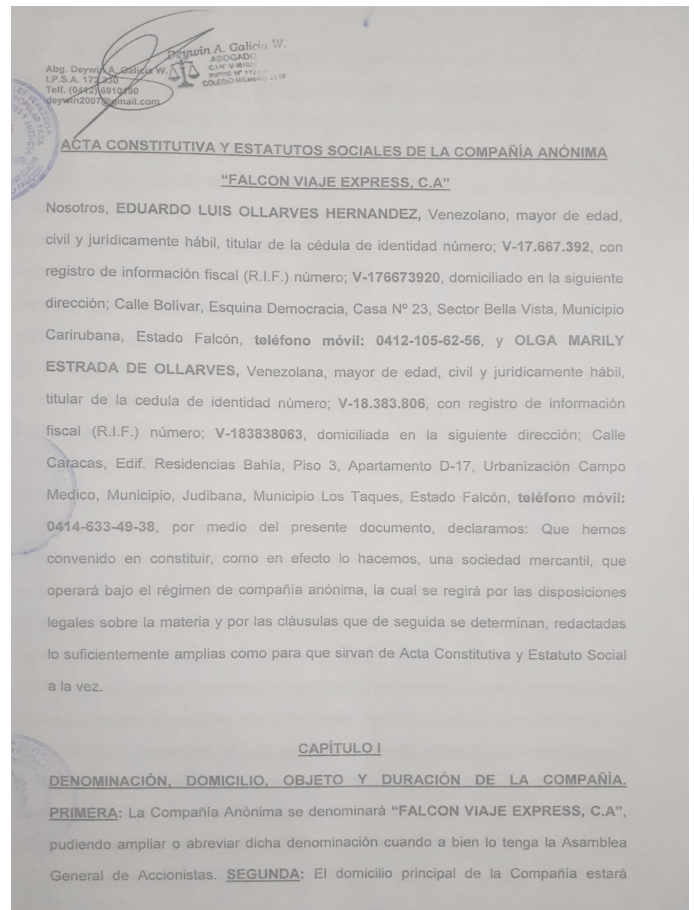 Deywin A. Galicia W.
ABOGADO
Abg. Deywin A. Galicia W.
I.P.S.A. 172.330
Telf. (0412) 6910190
deywin2007@gmail.com
ACTA CONSTITUTIVA Y ESTATUTOS SOCIALES DE LA COMPAÑÍA ANÓNIMA
“FALCON VIAJE EXPRESS, C.A”
Nosotros, EDUARDO LUIS OLLARVES HERNANDEZ, Venezolano, mayor de edad,
civil y jurídicamente hábil, titular de la cédula de identidad número; V-17.667.392, con
registro de información fiscal (R.I.F.) número; V-176673920, domiciliado en la siguiente
dirección; Calle Bolívar, Esquina Democracia, Casa Nº 23, Sector Bella Vista, Municipio
Carirubana, Estado Falcón, teléfono móvil: 0412-105-62-56, y OLGA MARILY
ESTRADA DE OLLARVES, Venezolana, mayor de edad, civil y jurídicamente hábil,
titular de la cedula de identidad número; V-18.383.806, con registro de información
fiscal (R.I.F.) número; V-183838063, domiciliada en la siguiente dirección; Calle
Caracas, Edif. Residencias Bahía, Piso 3, Apartamento D-17, Urbanización Campo
Medico, Municipio, Judibana, Municipio Los Taques, Estado Falcón, teléfono móvil:
0414-633-49-38, por medio del presente documento, declaramos: Que hemos
convenido en constituir, como en efecto lo hacemos, una sociedad mercantil, que
operará bajo el régimen de compañía anónima, la cual se regirá por las disposiciones
legales sobre la materia y por las cláusulas que de seguida se determinan, redactadas
lo suficientemente amplias como para que sirvan de Acta Constitutiva y Estatuto Social
a la vez.
CAPÍTULO I
DENOMINACIÓN, DOMICILIO, OBJETO Y DURACIÓN DE LA COMPAÑÍA.
PRIMERA: La Compañía Anónima se denominará “FALCON VIAJE EXPRESS, C.A”,
pudiendo ampliar o abreviar dicha denominación cuando a bien lo tenga la Asamblea
General de Accionistas. SEGUNDA: El domicilio principal de la Compañía estará